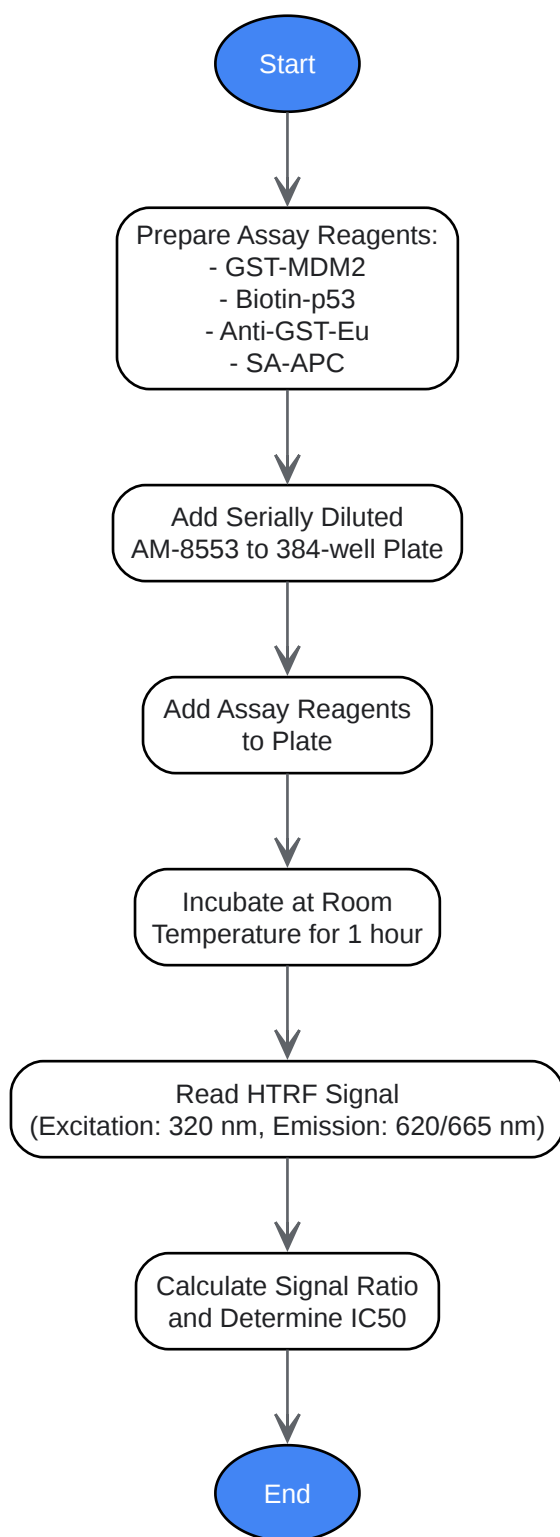 Start
Prepare Assay Reagents:
- GST-MDM2
- Biotin-p53
- Anti-GST-Eu
- SA-APC
Add Serially Diluted
AM-8553 to 384-well Plate
Add Assay Reagents
to Plate
Incubate at Room
Temperature for 1 hour
Read HTRF Signal
(Excitation: 320 nm, Emission: 620/665 nm)
Calculate Signal Ratio
and Determine IC50
End